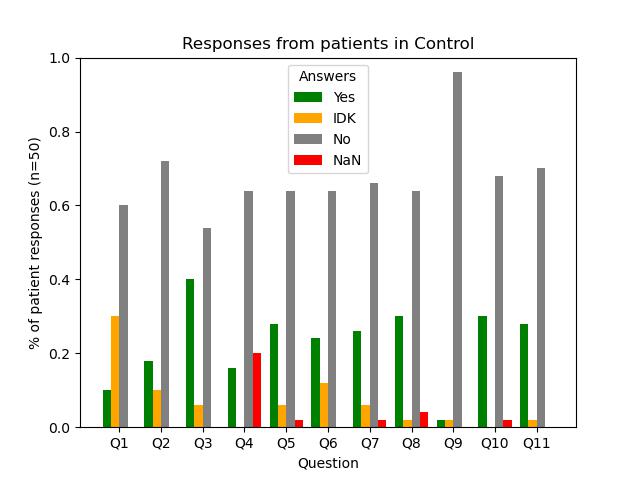 Responses from patients in Control
1.0
0.8
0.6
0.4
0.2
0.0
% of patient responses (n=50)
Answers
Yes
IDK
No
NaN
Q1 Q2 Q3 Q4 Q5 Q6 Q7 Q8 Q9 Q10 Q11
Question